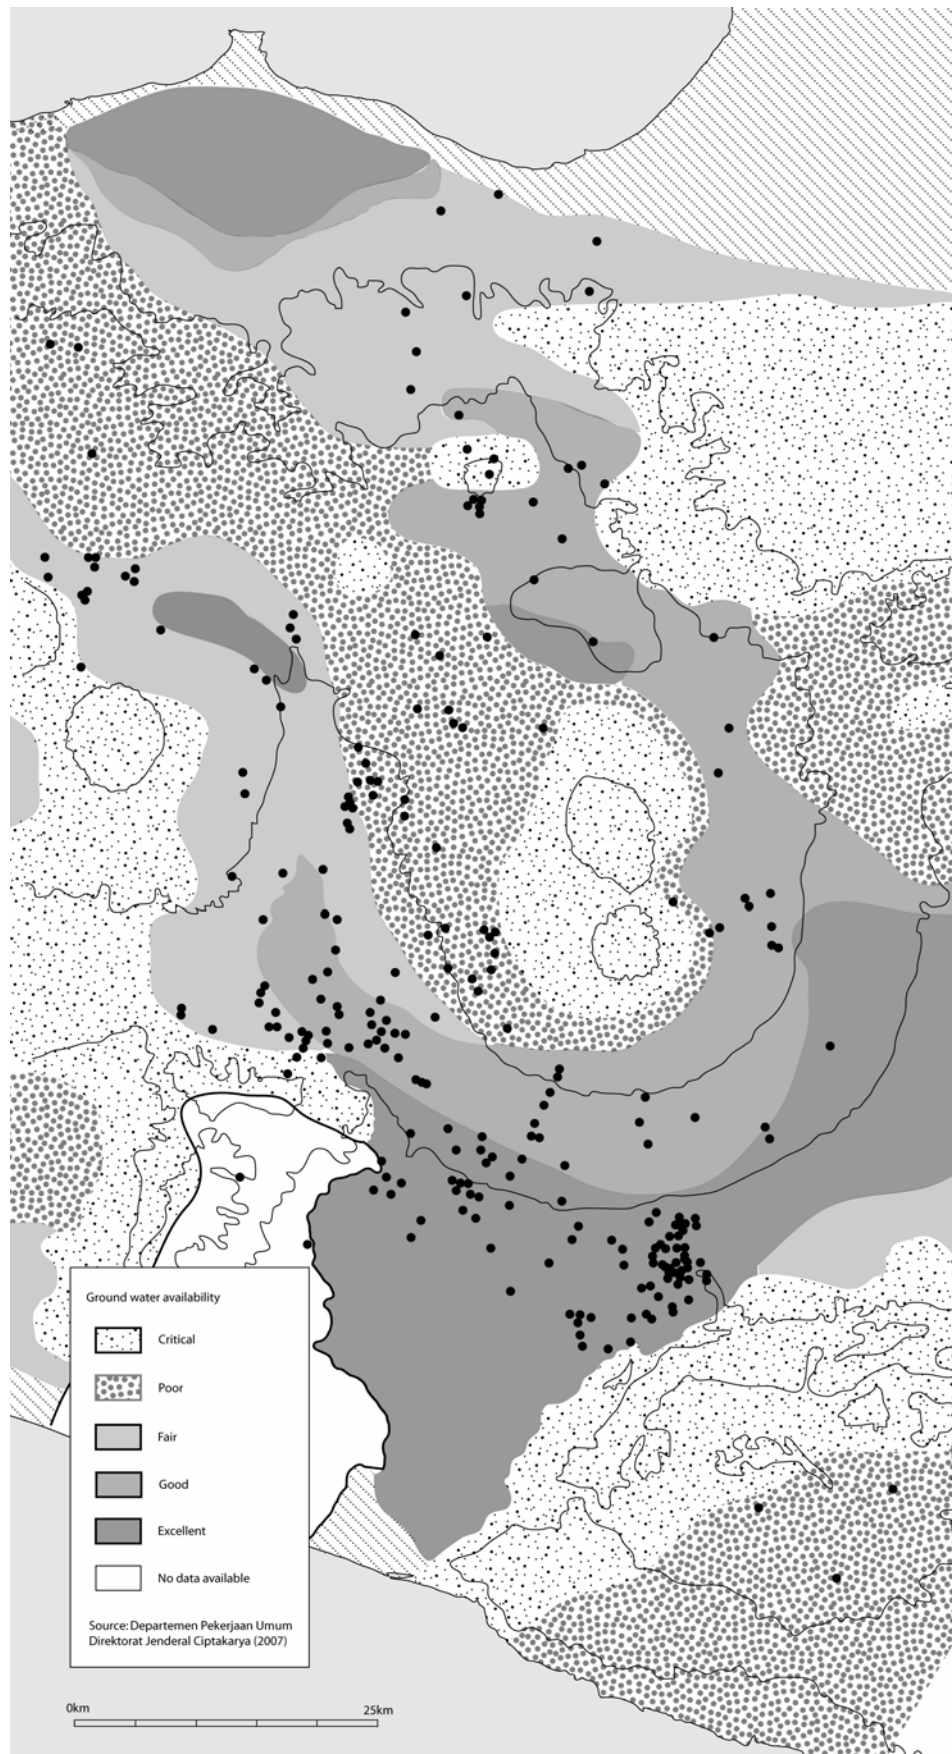 Ground water availability
Critical
Poor
Fair
Good
Excellent
No data available
Source: Departemen Pekerjaan Umum
Direktorat Jenderal Ciptakarya (2007)
0km 25km